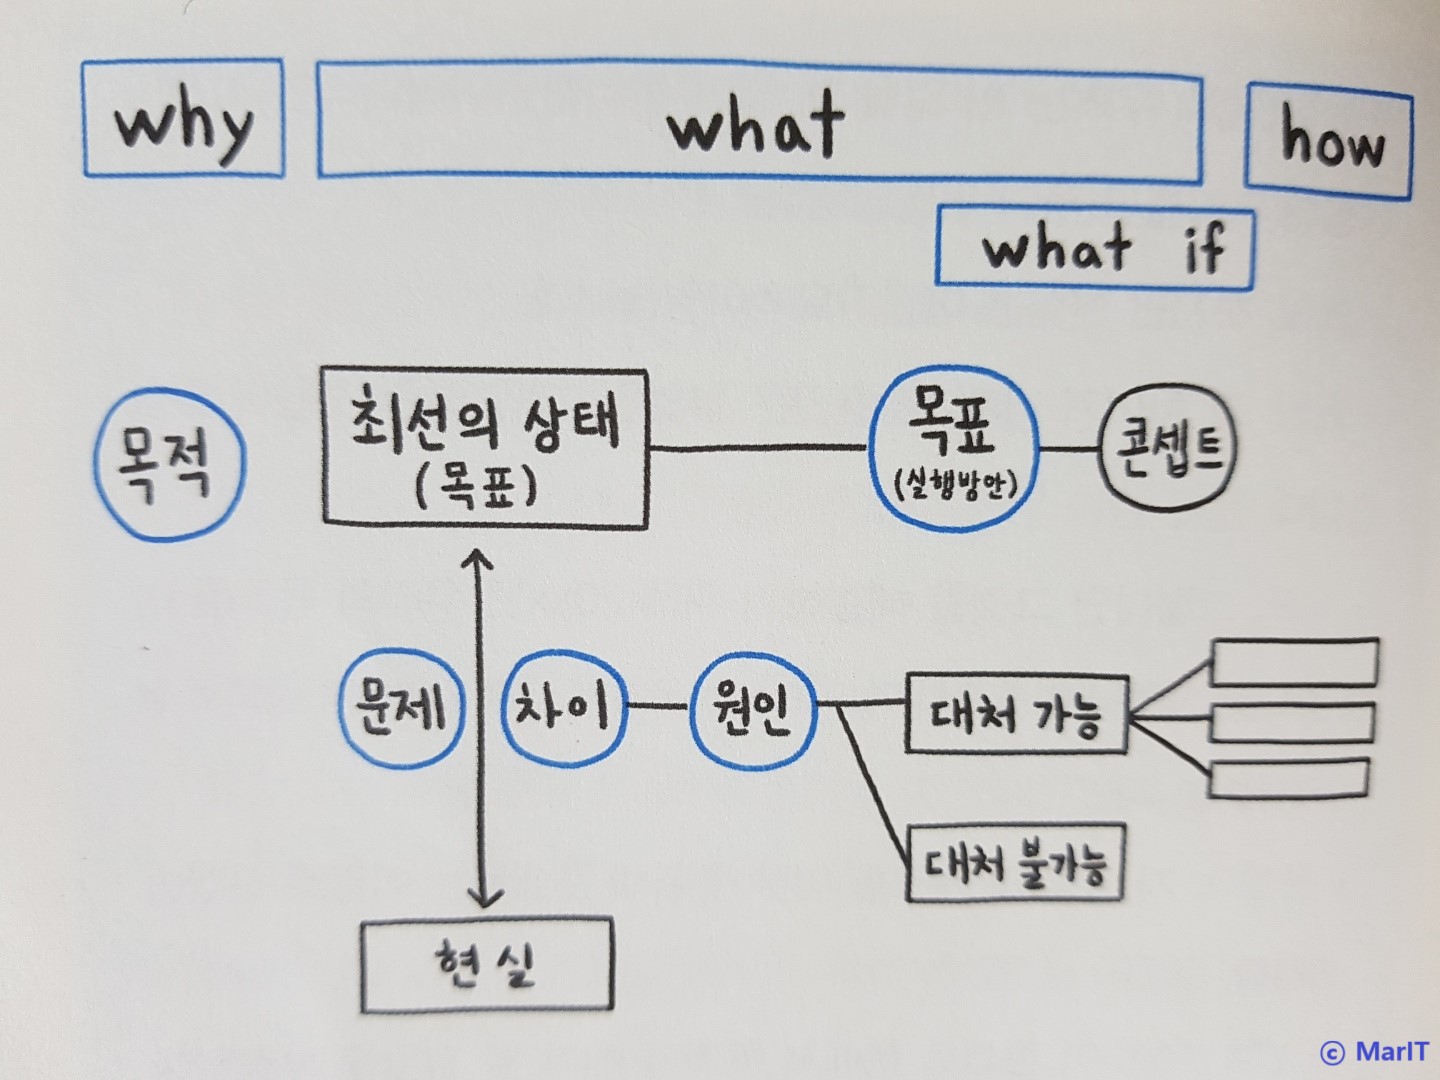 why
what
how
what if
목적
최선의 상태
(목표)
목표
(실행방안)
콘셉트
문제
차이
원인
대처 가능
대처 불가능
현실
ⓒ MarIT